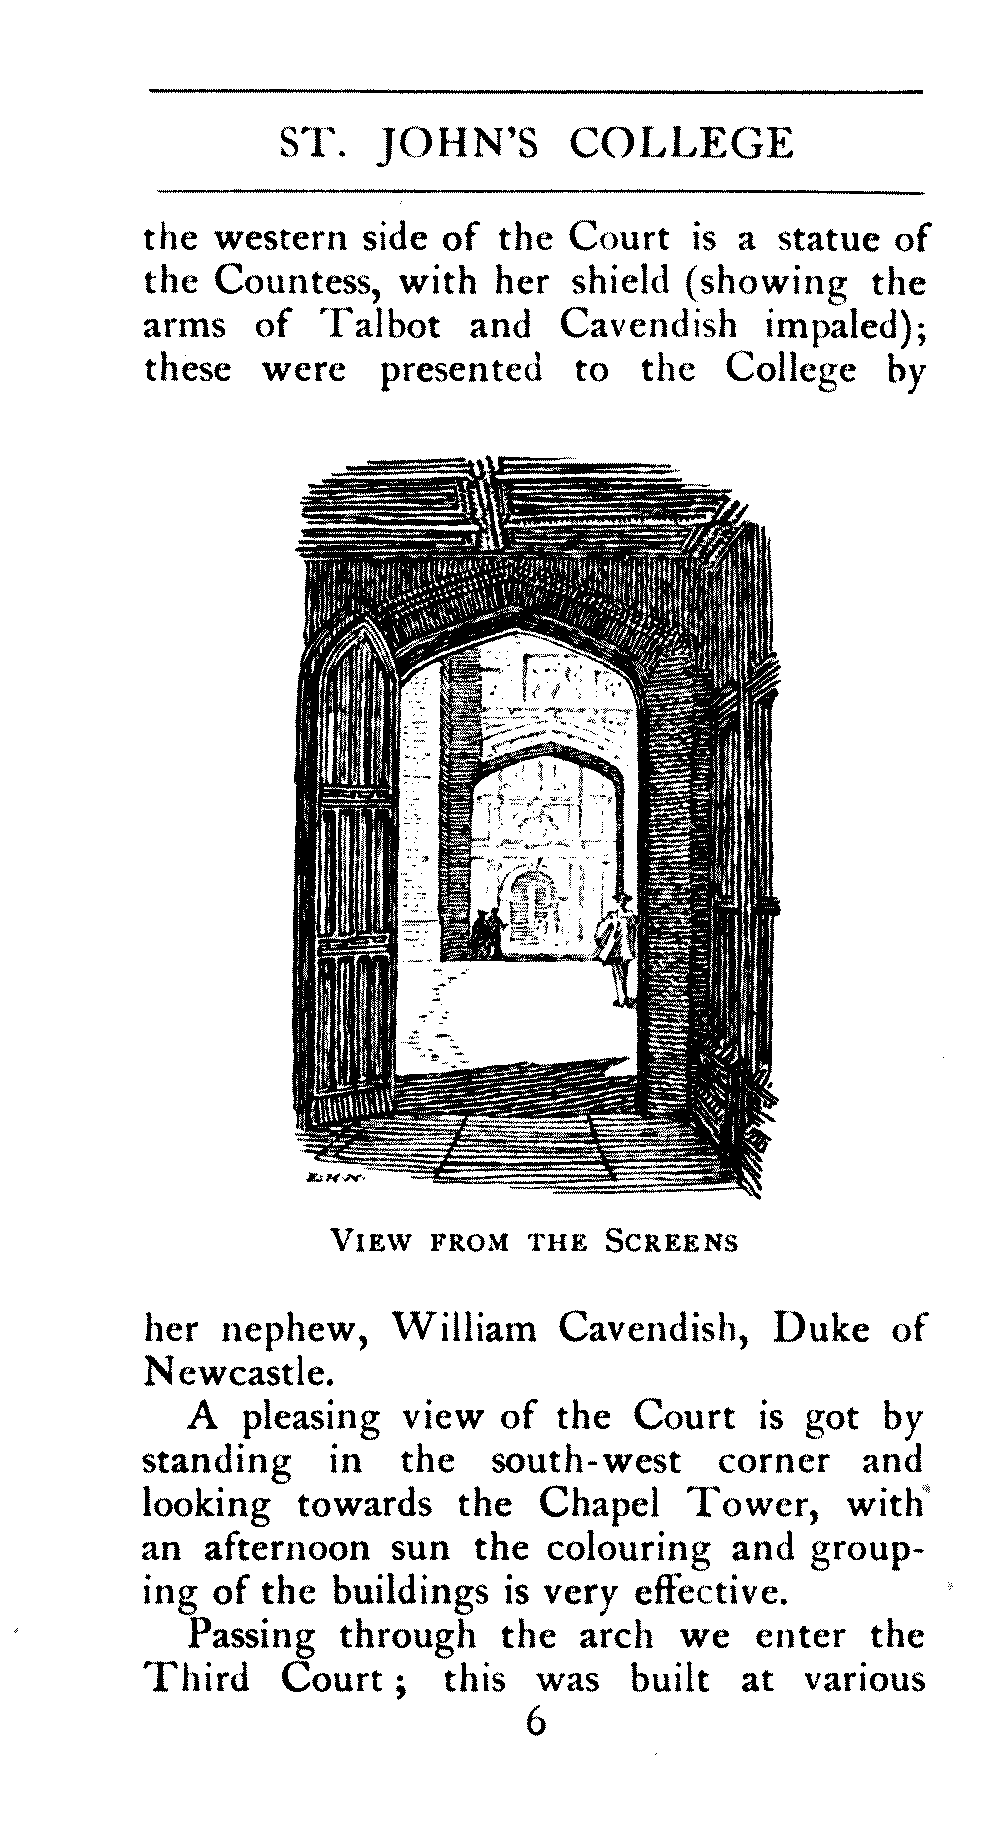 ST. JOHN'S COLLEGE
the western side of the Court is a statue of
the Countess, with her shield (showing the
arms of Talbot and Cavendish impaled);
these were presented to the College by
E.H.N.
VIEW FROM THE SCREENS
her nephew, William Cavendish, Duke of
Newcastle.
A pleasing view of the Court is got by
standing in the south-west corner and
looking towards the Chapel Tower, with
an afternoon sun the colouring and group-
ing of the buildings is very effective.
Passing through the arch we enter the
Third Court; this was built at various
6